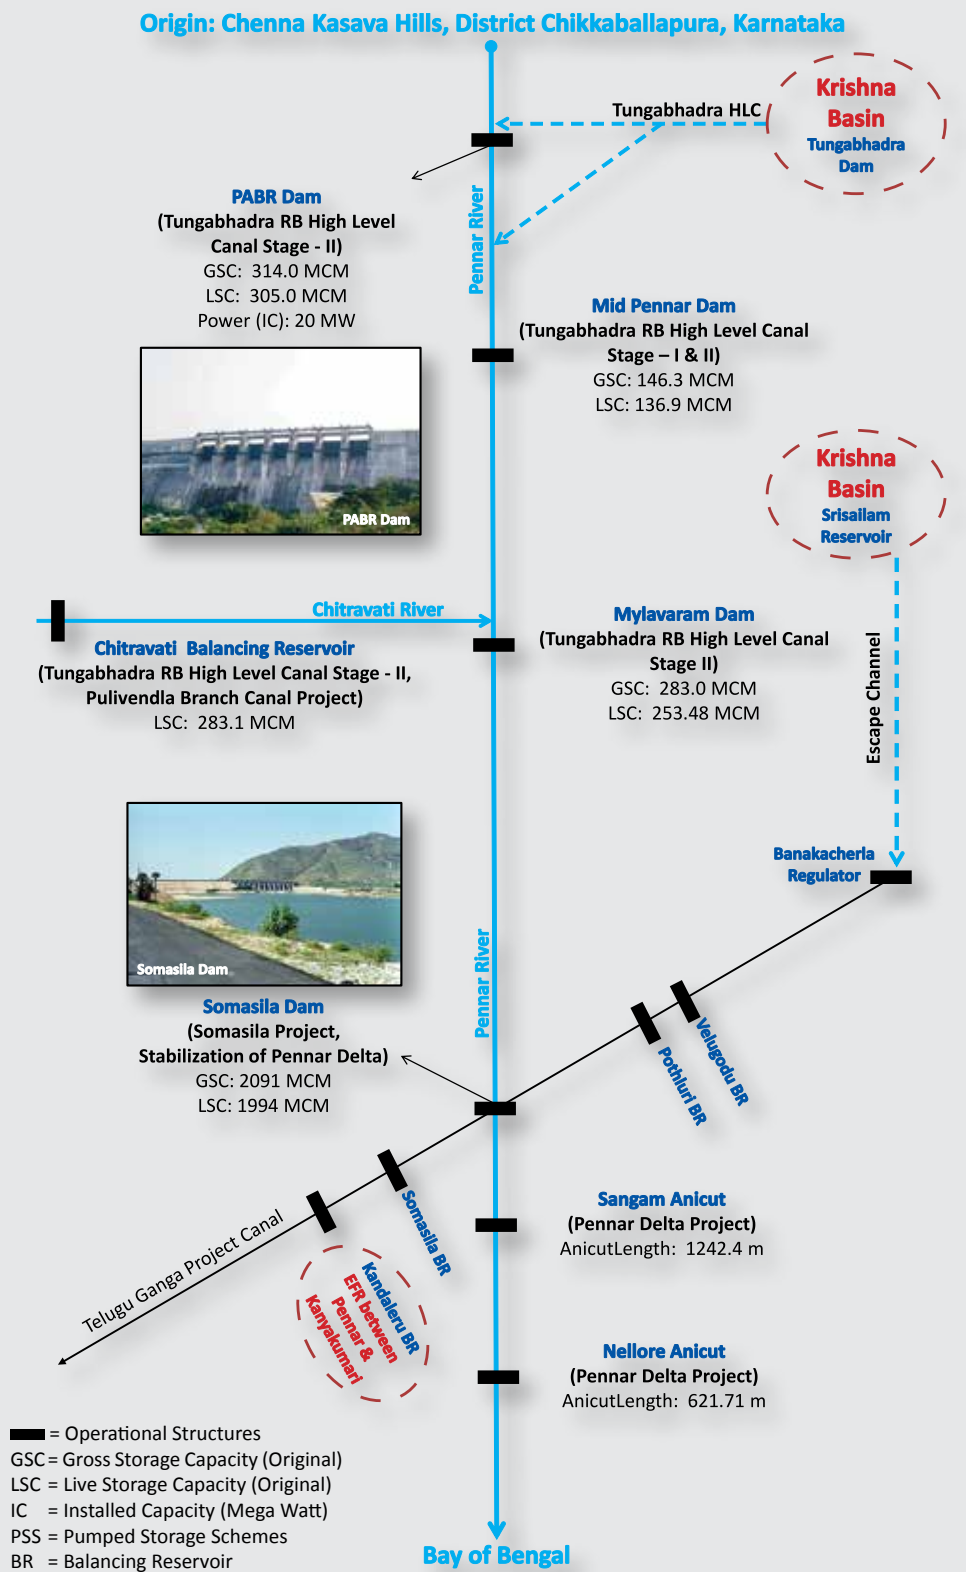 Origin: Chenna Kasava Hills, District Chikkaballapura, Karnataka
Krishna
Basin
Tungabhadra
Dam
Tungabhadra HLC
PABR Dam
(Tungabhadra RB High Level
Canal Stage - II)
GSC: 314.0 MCM
LSC: 305.0 MCM
Power (IC): 20 MW
Pennar River
Mid Pennar Dam
(Tungabhadra RB High Level Canal
Stage – I & II)
GSC: 146.3 MCM
LSC: 136.9 MCM
PABR Dam
Krishna
Basin
Srisailam
Reservoir
Chitravati River
Chitravati Balancing Reservoir
(Tungabhadra RB High Level Canal Stage - II,
Pulivendla Branch Canal Project)
LSC: 283.1 MCM
Mylavaram Dam
(Tungabhadra RB High Level Canal
Stage II)
GSC: 283.0 MCM
LSC: 253.48 MCM
Escape Channel
Banakacherla
Regulator
Somasila Dam
Pennar River
Somasila Dam
(Somasila Project,
Stabilization of Pennar Delta)
GSC: 2091 MCM
LSC: 1994 MCM
Velugodu BR
Pothluri BR
Somasila BR
Sangam Anicut
(Pennar Delta Project)
AnicutLength: 1242.4 m
Telugu Ganga Project Canal
Kandaleru BR
EFR between
Pennar &
Kanyakumari
Nellore Anicut
(Pennar Delta Project)
AnicutLength: 621.71 m
= Operational Structures
GSC = Gross Storage Capacity (Original)
LSC = Live Storage Capacity (Original)
IC = Installed Capacity (Mega Watt)
PSS = Pumped Storage Schemes
BR = Balancing Reservoir
Bay of Bengal